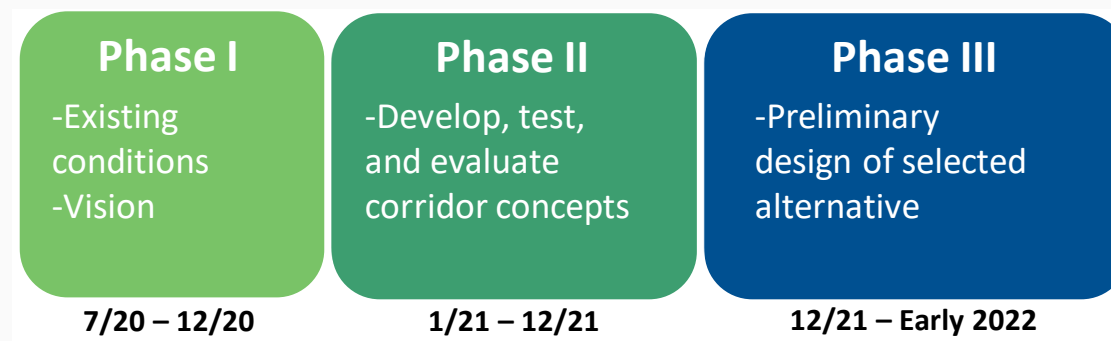 Phase I
-Existing
conditions
-Vision
7/20 – 12/20
Phase II
-Develop, test,
and evaluate
corridor concepts
1/21 – 12/21
Phase III
-Preliminary
design of selected
alternative
12/21 – Early 2022